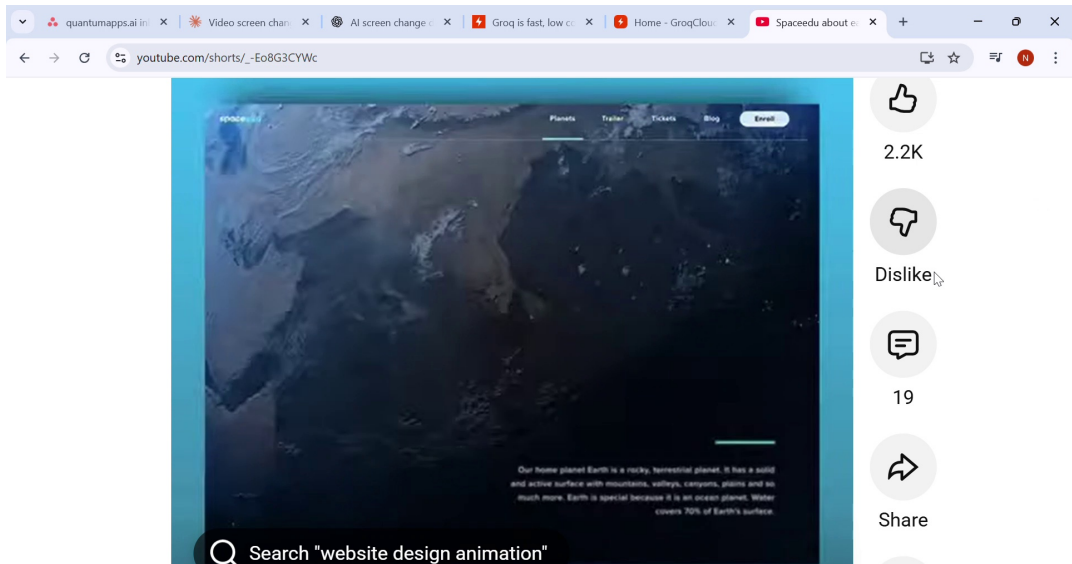 quantumapps.ai in
Video screen chan
AI screen change
Groq is fast, low c
Home - GroqCloud
Spaceedu about e
youtube.com/shorts/_-Eo8G3CYWc
N
Planets Trailer Tickets Blog Enroll
2.2K
Dislike
19
Our home planet Earth is a rocky, terrestrial planet. It has a solid
and active surface with mountains, valleys, canyons, plains and so
much more. Earth is special because it is an ocean planet. Water
covers 70% of Earth's surface.
Share
Search "website design animation"